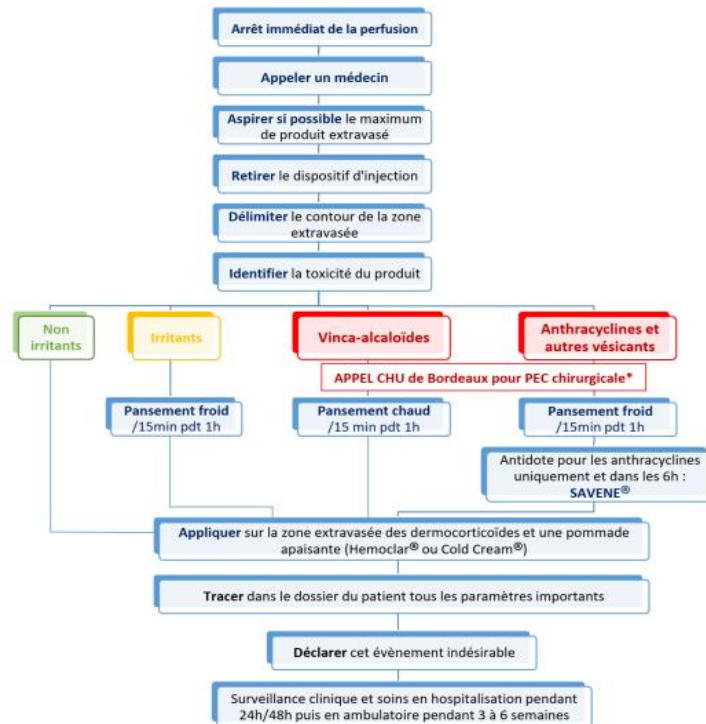 Arrêt immédiat de la perfusion
Appeler un médecin
Aspirer si possible le maximum
de produit extravasé
Retirer le dispositif d'injection
Délimiter le contour de la zone
extravasée
Identifier la toxicité du produit
Non
irritants
Irritants
Vinca-alcaloïdes
Anthracyclines et
autres vésicants
APPEL CHU de Bordeaux pour PEC chirurgicale*
Pansement froid
/15min pdt 1h
Pansement chaud
/15 min pdt 1h
Pansement froid
/15min pdt 1h
Antidote pour les anthracyclines
uniquement et dans les 6h :
SAVENE®
Appliquer sur la zone extravasée des dermocorticoïdes et une pommade
apaisante (Hemoclar® ou Cold Cream®)
Tracer dans le dossier du patient tous les paramètres importants
Déclarer cet évènement indésirable
Surveillance clinique et soins en hospitalisation pendant
24h/48h puis en ambulatoire pendant 3 à 6 semaines